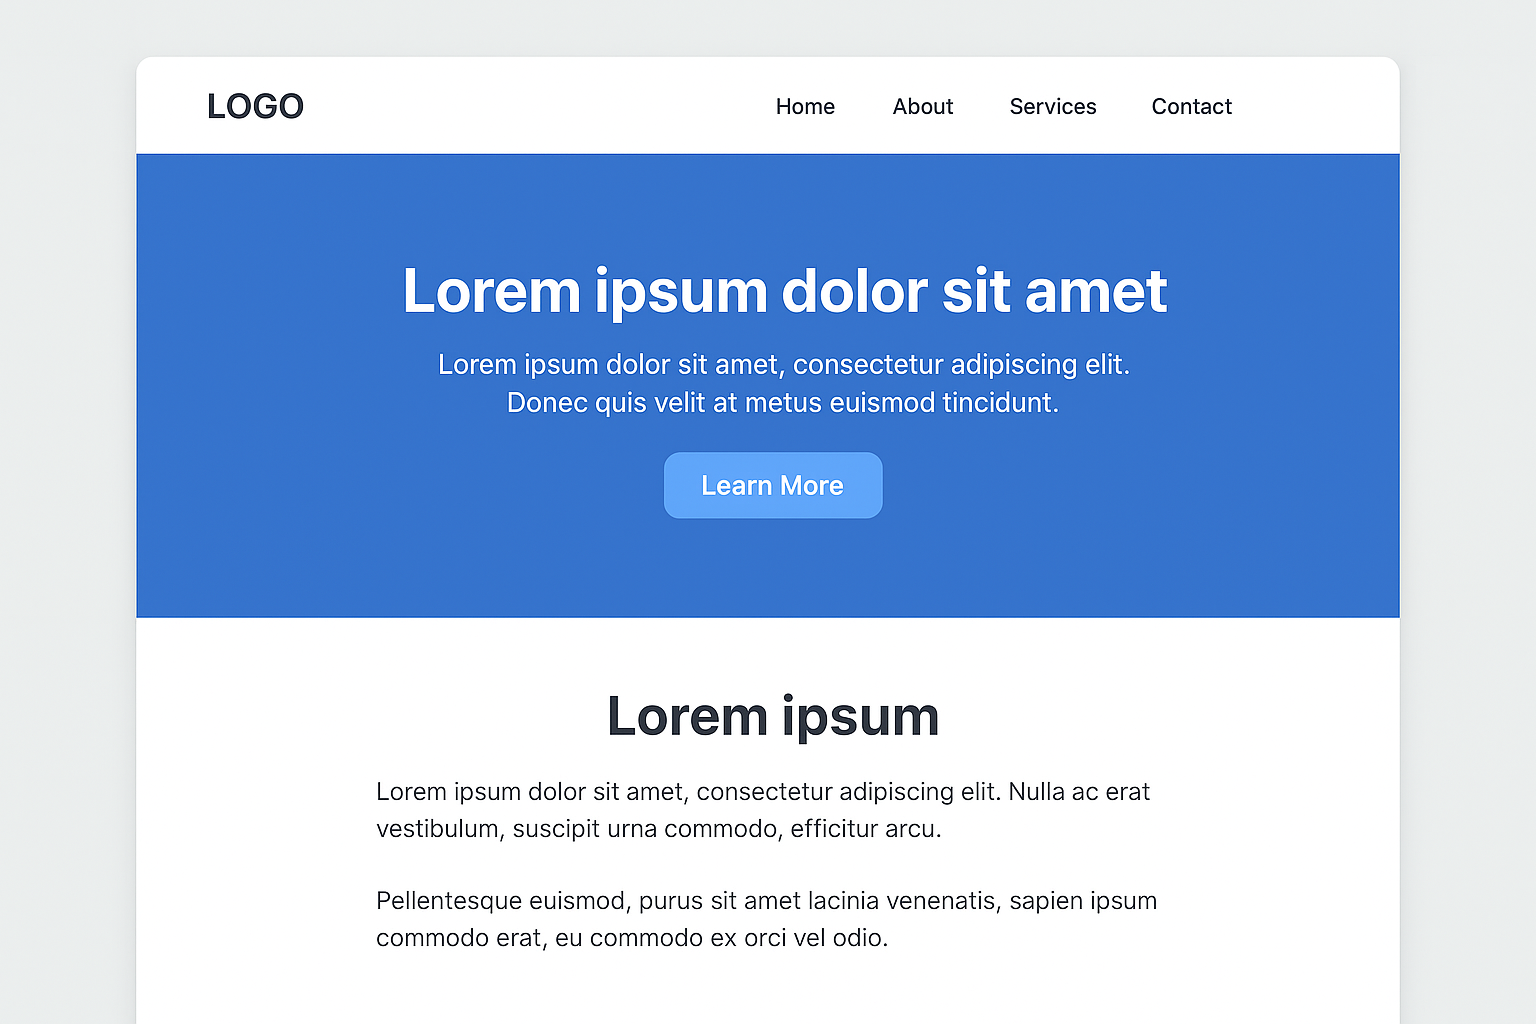 LOGO
Home About Services Contact
Lorem ipsum dolor sit amet
Lorem ipsum dolor sit amet, consectetur adipiscing elit.
Donec quis velit at metus euismod tincidunt.
Learn More
Lorem ipsum
Lorem ipsum dolor sit amet, consectetur adipiscing elit. Nulla ac erat
vestibulum, suscipit urna commodo, efficitur arcu.
Pellentesque euismod, purus sit amet lacinia venenatis, sapien ipsum
commodo erat, eu commodo ex orci vel odio.